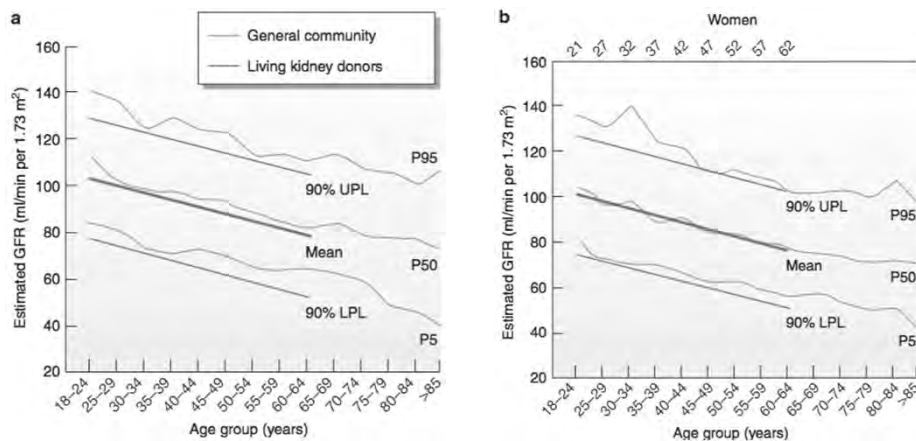 a
General community
Living kidney donors
Estimated GFR (ml/min per 1.73 m²)
160
140
120
100
80
60
40
20
P95
90% UPL
Mean
P50
90% LPL
P5
18–24
25–29
30–34
35–39
40–44
45–49
50–54
55–59
60–64
65–69
70–74
75–79
80–84
>85
Age group (years)
b
Women
21
27
32
37
42
47
52
57
62
Estimated GFR (ml/min per 1.73 m²)
160
140
120
100
80
60
40
20
90% UPL
P95
Mean
P50
90% LPL
P5
18–24
25–29
30–34
35–39
40–44
45–49
50–54
55–59
60–64
65–69
70–74
75–79
80–84
>85
Age group (years)